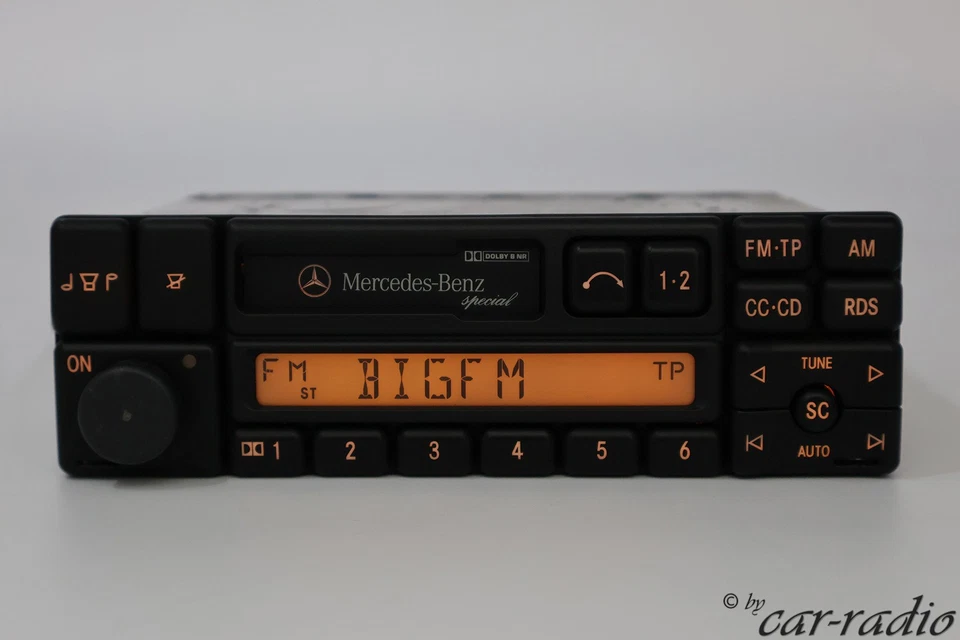 DOLBY B NR
Mercedes-Benz
special
1·2
FM·TP
AM
CC·CD
RDS
ON
FM
ST
BIGFM
TP
TUNE
SC
AUTO
1
2
3
4
5
6
© by
car-radio